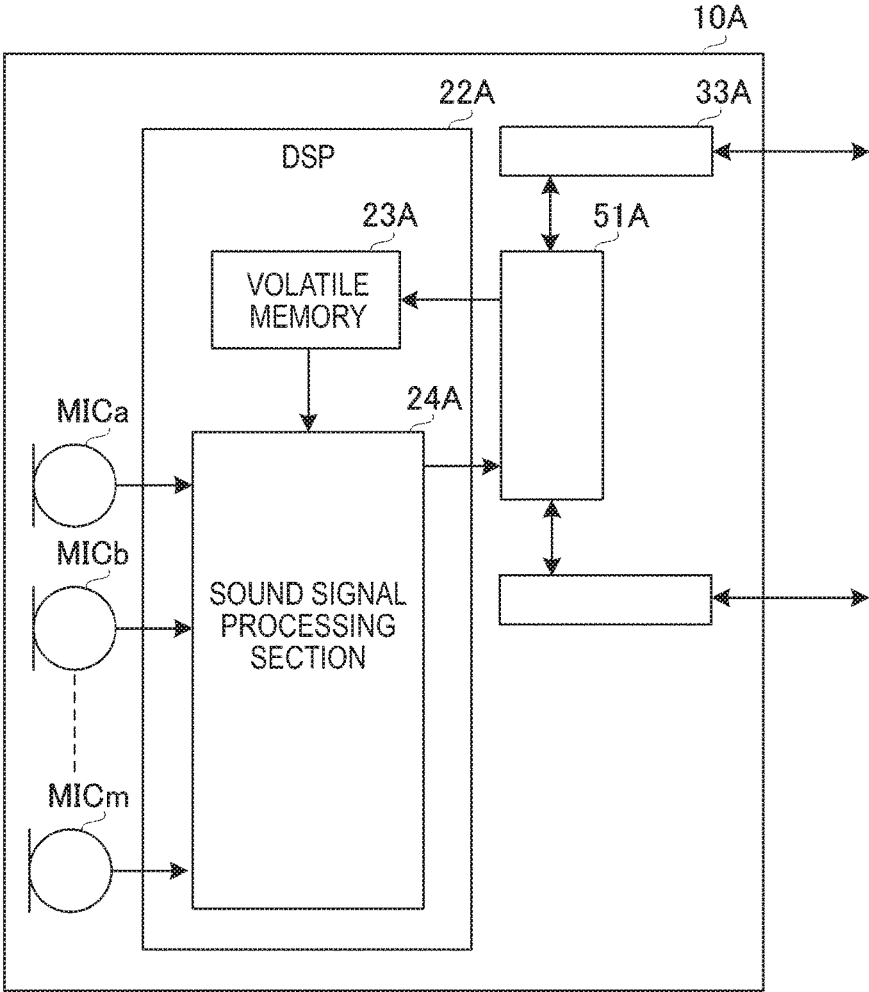 10A
22A
33A
DSP
23A
51A
VOLATILE
MEMORY
MICa
24A
MICb
SOUND SIGNAL
PROCESSING
SECTION
MICm